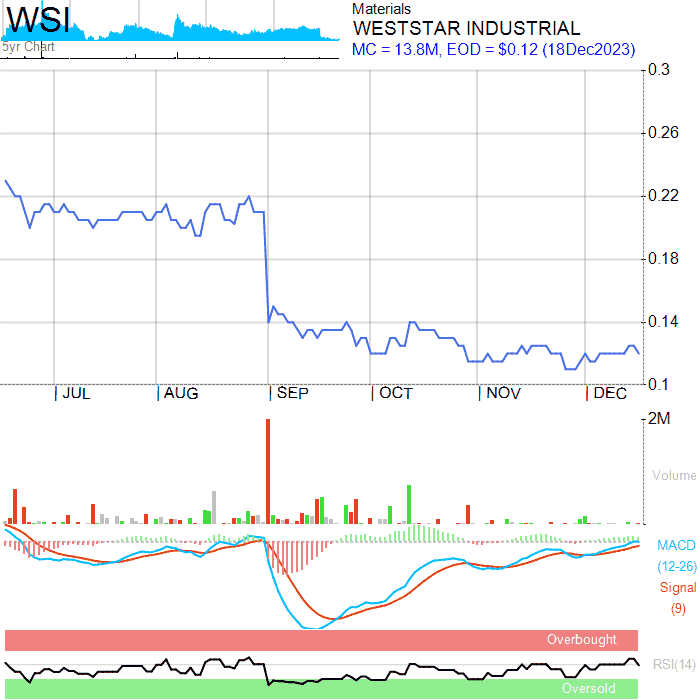 WSI
5yr Chart
Materials
WESTSTAR INDUSTRIAL
MC = 13.8M, EOD = $0.12 (18Dec2023)
0.3
0.26
0.22
0.18
0.14
0.1
JUL AUG SEP OCT NOV DEC
2M
Volume
MACD
(12-26)
Signal
(9)
Overbought
RSI(14)
Oversold